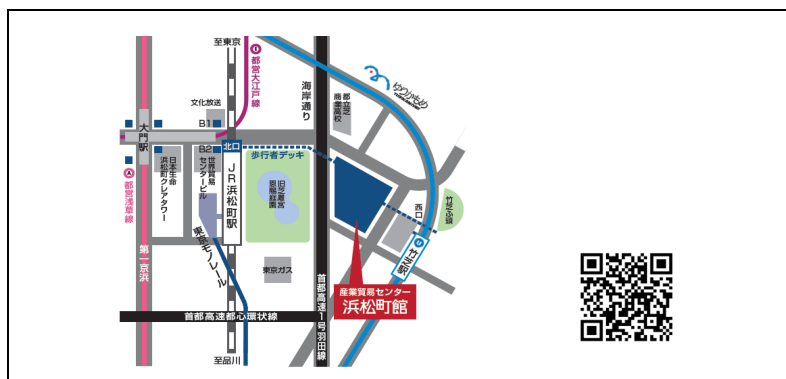 至東京
都営大江戸線
海岸通り
ゆりかもめ
文化放送
都立芝商業高校
B1
大門駅
北口
歩行者デッキ
B2
日本生命
浜松町クレアタワー
世界貿易
センタービル
JR浜松町駅
旧芝離宮
恩賜庭園
都営浅草線
西口
竹芝ふ頭
竹芝駅
東京モノレール
第一京浜
東京ガス
産業貿易センター
浜松町館
首都高速都心環状線
首都高速1号羽田線
至品川